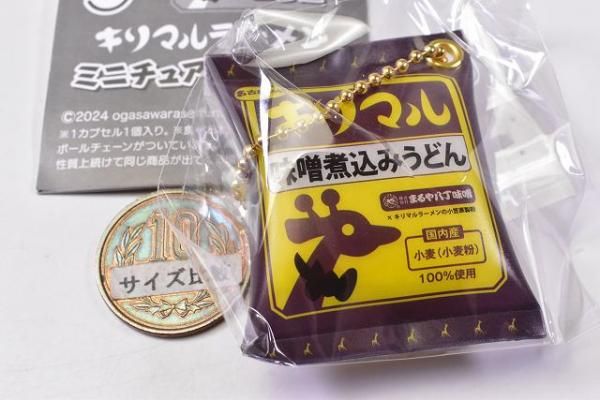 キリマルラーメン
ミニチュア
©2024 ogasawarase
※1カプセル1個入り。※食
ボールチェーンがついてい
性質上続けて同じ商品が出て
10
サイズ比較
名古
キリマル
味噌煮込みうどん
まるや八丁味噌
×キリマルラーメンの小笠原製粉
国内産
小麦(小麦粉)
100%使用